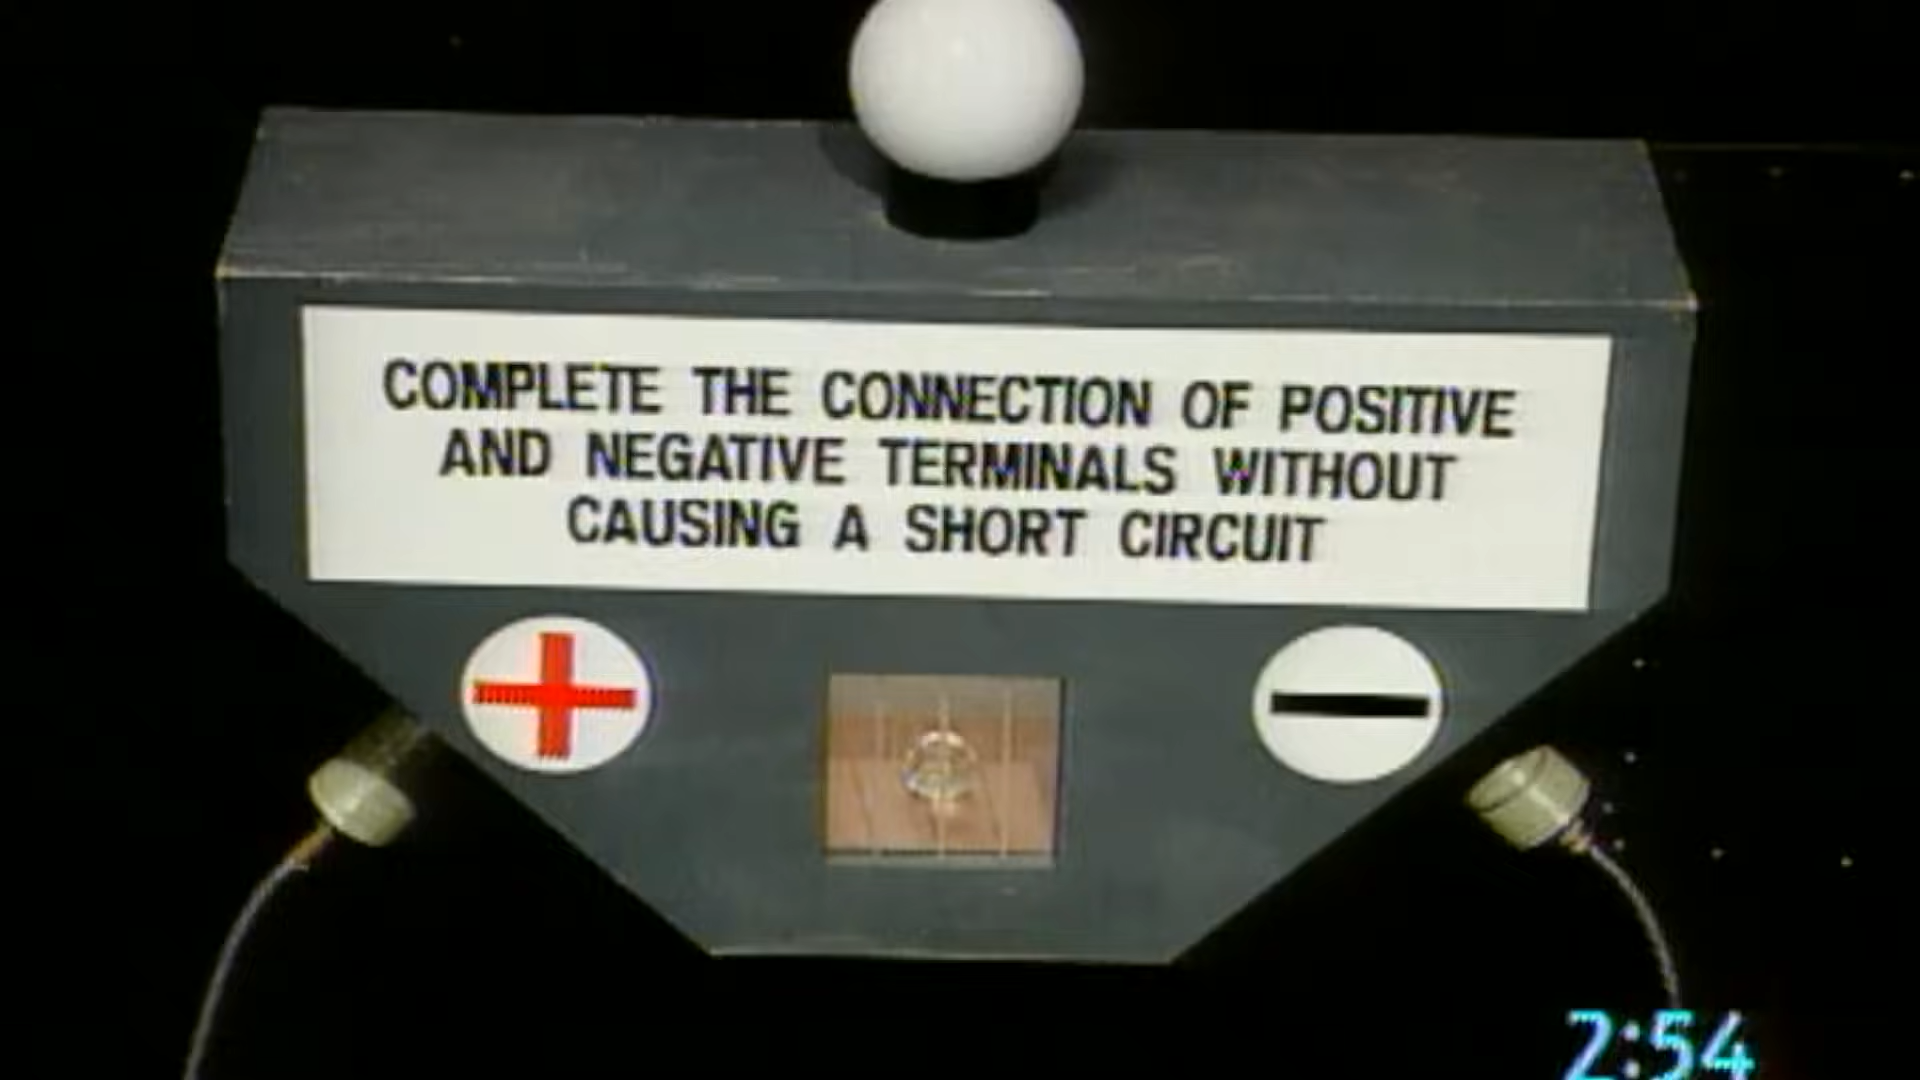 COMPLETE THE CONNECTION OF POSITIVE
AND NEGATIVE TERMINALS WITHOUT
CAUSING A SHORT CIRCUIT
2:54